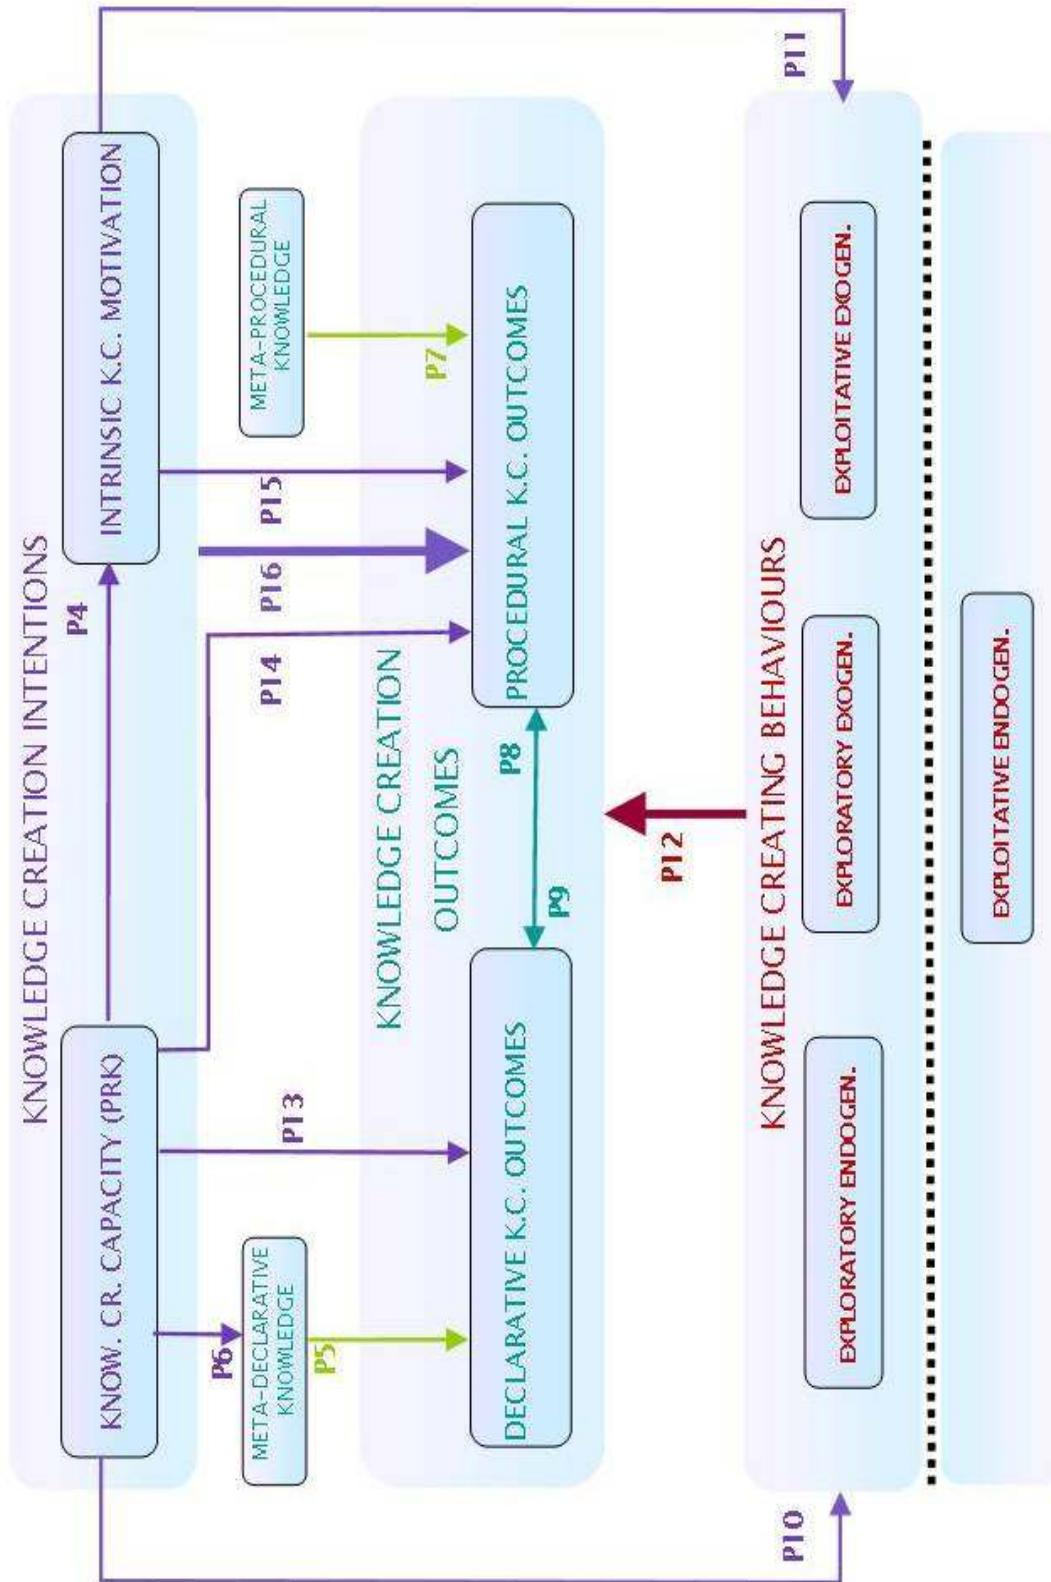 KNOWLEDGE CREATION INTENTIONS
KNOW. CR. CAPACITY (PRK)
P4
INTRINSIC K.C. MOTIVATION
P6
META-DECLARATIVE
KNOWLEDGE
P5
P13
P14
P16
P15
META-PROCEDURAL
KNOWLEDGE
P7
KNOWLEDGE CREATION
OUTCOMES
DECLARATIVE K.C. OUTCOMES
P9
P8
PROCEDURAL K.C. OUTCOMES
P12
P10
P11
KNOWLEDGE CREATING BEHAVIOURS
EXPLORATORY ENDOGEN.
EXPLORATORY EXOGEN.
EXPLOITATIVE EXOGEN.
EXPLOITATIVE ENDOGEN.